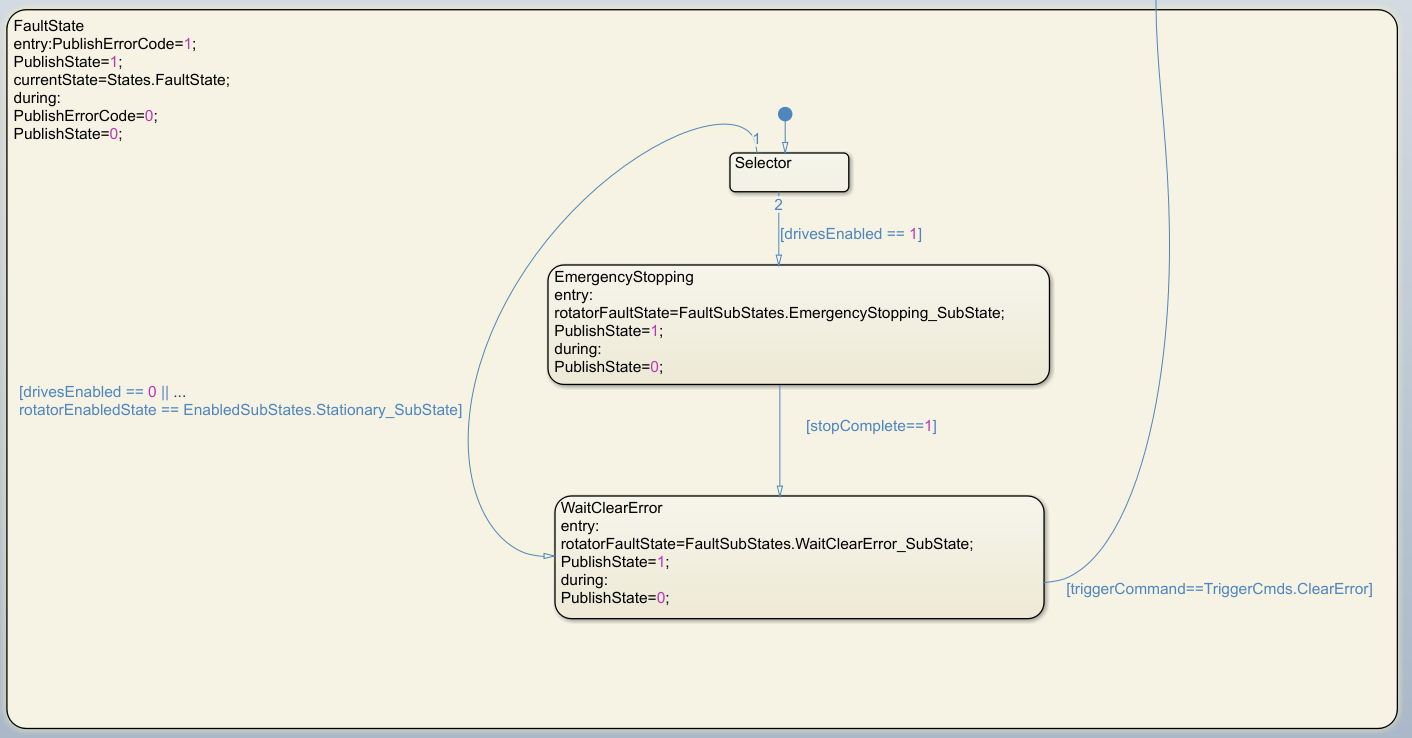 FaultState
entry:PublishErrorCode=1;
PublishState=1;
currentState=States.FaultState;
during:
PublishErrorCode=0;
PublishState=0;
1
Selector
2
[drivesEnabled == 1]
EmergencyStopping
entry:
rotatorFaultState=FaultSubStates.EmergencyStopping_SubState;
PublishState=1;
during:
PublishState=0;
[drivesEnabled == 0 || ...
rotatorEnabledState == EnabledSubStates.Stationary_SubState]
[stopComplete==1]
WaitClearError
entry:
rotatorFaultState=FaultSubStates.WaitClearError_SubState;
PublishState=1;
during:
PublishState=0;
[triggerCommand==TriggerCmds.ClearError]